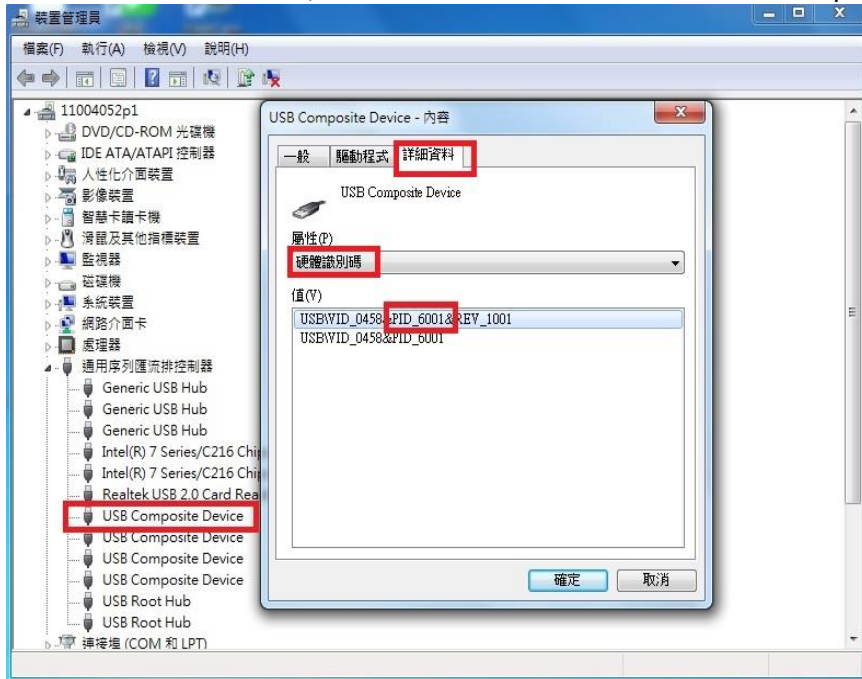 裝置管理員
檔案(F) 執行(A) 檢視(V) 說明(H)
11004052p1
DVD/CD-ROM 光碟機
IDE ATA/ATAPI 控制器
人性化介面裝置
影像裝置
智慧卡讀卡機
滑鼠及其他指標裝置
監視器
磁碟機
系統裝置
網路介面卡
處理器
通用序列匯流排控制器
Generic USB Hub
Generic USB Hub
Generic USB Hub
Intel(R) 7 Series/C216 Chip
Intel(R) 7 Series/C216 Chip
Realtek USB 2.0 Card Rea
USB Composite Device
USB Composite Device
USB Composite Device
USB Composite Device
USB Root Hub
USB Root Hub
連接埠 (COM 和 LPT)
USB Composite Device - 內容
一般 驅動程式 詳細資料
USB Composite Device
屬性(P)
硬體識別碼
值(V)
USB\VID_0458&PID_6001&REV_1001
USB\VID_0458&PID_6001
確定 取消